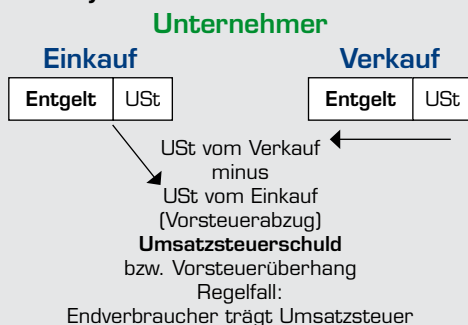 Unternehmer
Einkauf Verkauf
Entgelt USt Entgelt USt
USt vom Verkauf
minus
USt vom Einkauf
(Vorsteuerabzug)
Umsatzsteuerschuld
bzw. Vorsteuerüberhang
Regelfall:
Endverbraucher trägt Umsatzsteuer